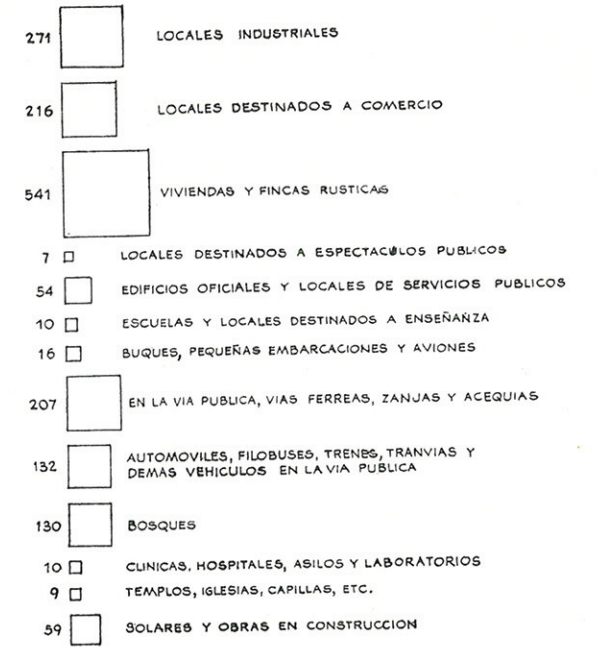 271 LOCALES INDUSTRIALES
216 LOCALES DESTINADOS A COMERCIO
541 VIVIENDAS Y FINCAS RUSTICAS
7 LOCALES DESTINADOS A ESPECTACULOS PUBLICOS
54 EDIFICIOS OFICIALES Y LOCALES DE SERVICIOS PUBLICOS
10 ESCUELAS Y LOCALES DESTINADOS A ENSEÑANZA
16 BUQUES, PEQUEÑAS EMBARCACIONES Y AVIONES
207 EN LA VIA PUBLICA, VIAS FERREAS, ZANJAS Y ACEQUIAS
132 AUTOMOVILES, FILOBUSES, TRENES, TRANVIAS Y
DEMAS VEHICULOS EN LA VIA PUBLICA
130 BOSQUES
10 CLINICAS. HOSPITALES, ASILOS Y LABORATORIOS
9 TEMPLOS, IGLESIAS, CAPILLAS, ETC.
59 SOLARES Y OBRAS EN CONSTRUCCION